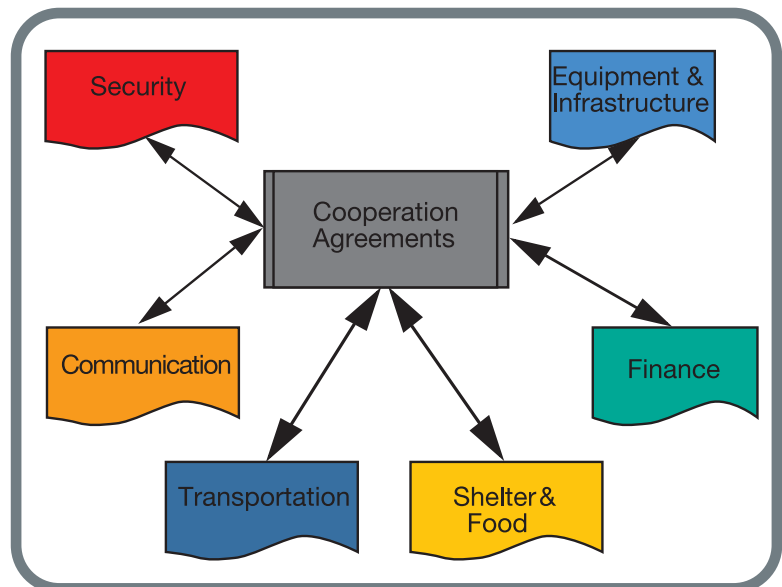 Security
Equipment &
Infrastructure
Cooperation
Agreements
Communication
Finance
Transportation
Shelter &
Food